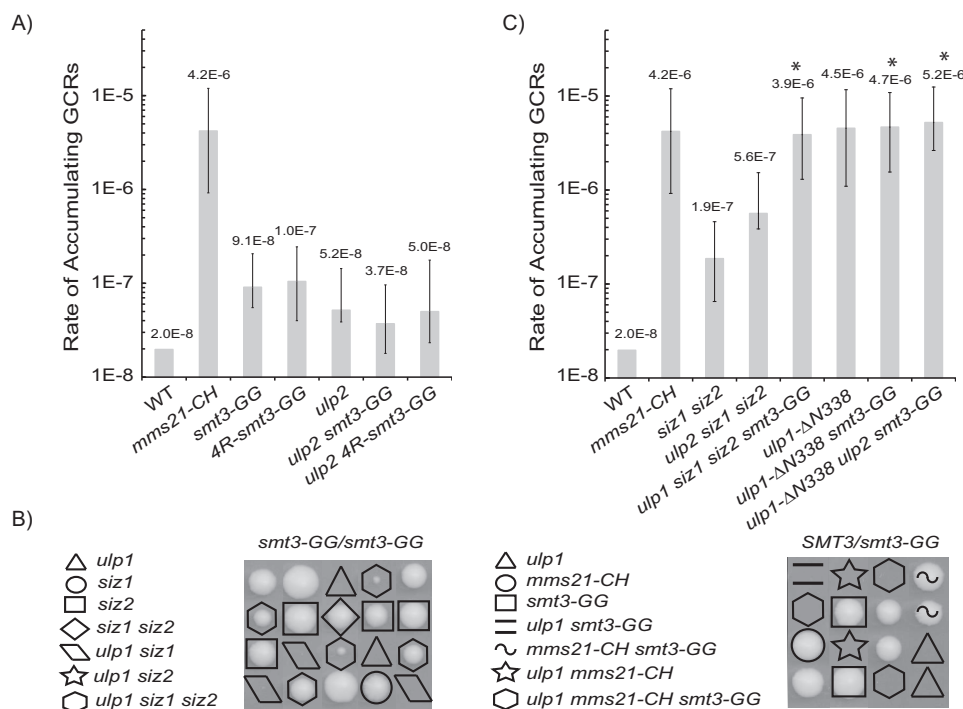 A)
Rate of Accumulating GCRs
1E-5
1E-6
1E-7
1E-8
2.0E-8
4.2E-6
9.1E-8
1.0E-7
5.2E-8
3.7E-8
5.0E-8
WT
mms21-CH
smt3-GG
4R-smt3-GG
ulp2
ulp2 smt3-GG
ulp2 4R-smt3-GG
C)
Rate of Accumulating GCRs
1E-5
1E-6
1E-7
1E-8
* * *
2.0E-8
4.2E-6
1.9E-7
5.6E-7
3.9E-6
4.5E-6
4.7E-6
5.2E-6
WT
mms21-CH
siz1 siz2
ulp2 siz1 siz2
ulp1 siz1 siz2 smt3-GG
ulp1-ΔN338
ulp1-ΔN338 smt3-GG
ulp1-ΔN338 ulp2 smt3-GG
B)
ulp1
siz1
siz2
siz1 siz2
ulp1 siz1
ulp1 siz2
ulp1 siz1 siz2
smt3-GG/smt3-GG
ulp1
mms21-CH
smt3-GG
ulp1 smt3-GG
mms21-CH smt3-GG
ulp1 mms21-CH
ulp1 mms21-CH smt3-GG
SMT3/smt3-GG